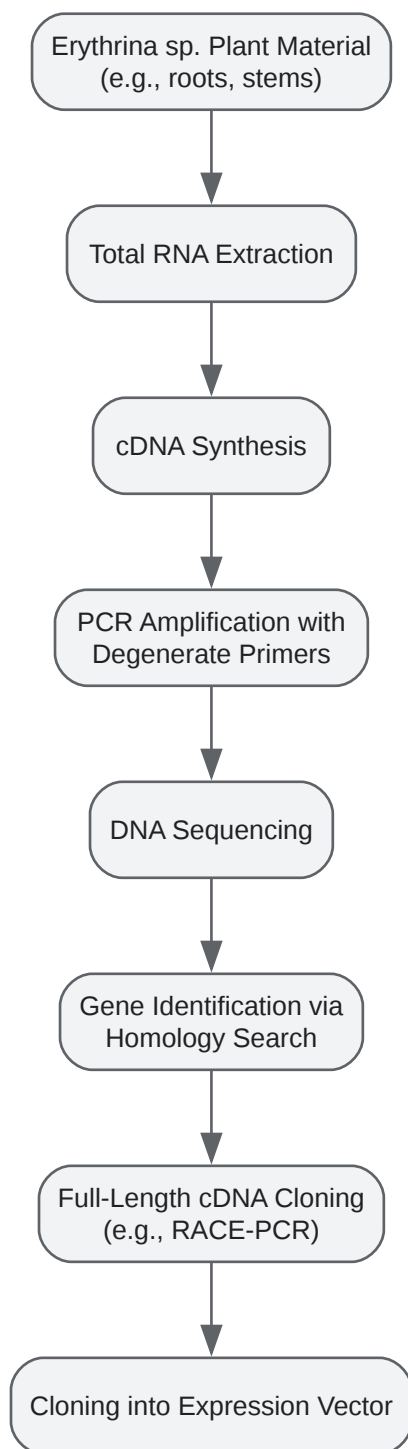 Erythrina sp. Plant Material
(e.g., roots, stems)
Total RNA Extraction
cDNA Synthesis
PCR Amplification with
Degenerate Primers
DNA Sequencing
Gene Identification via
Homology Search
Full-Length cDNA Cloning
(e.g., RACE-PCR)
Cloning into Expression Vector